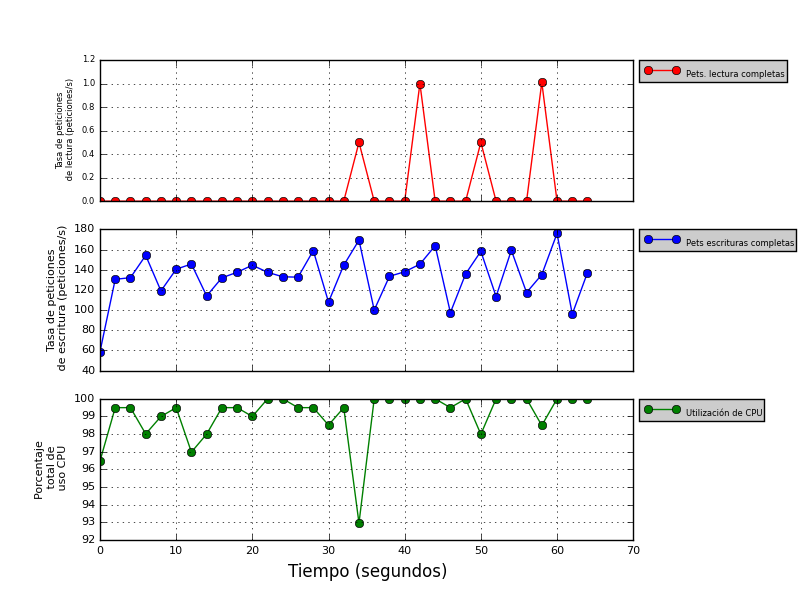 1.2
1.0
0.8
0.6
0.4
0.2
0.0
Tasa de peticiones
de lectura (peticiones/s)
Pets. lectura completas
180
160
140
120
100
80
60
40
Tasa de peticiones
de escritura (peticiones/s)
Pets escrituras completas
100
99
98
97
96
95
94
93
92
Porcentaje
total de
uso CPU
Utilización de CPU
0 10 20 30 40 50 60 70
Tiempo (segundos)